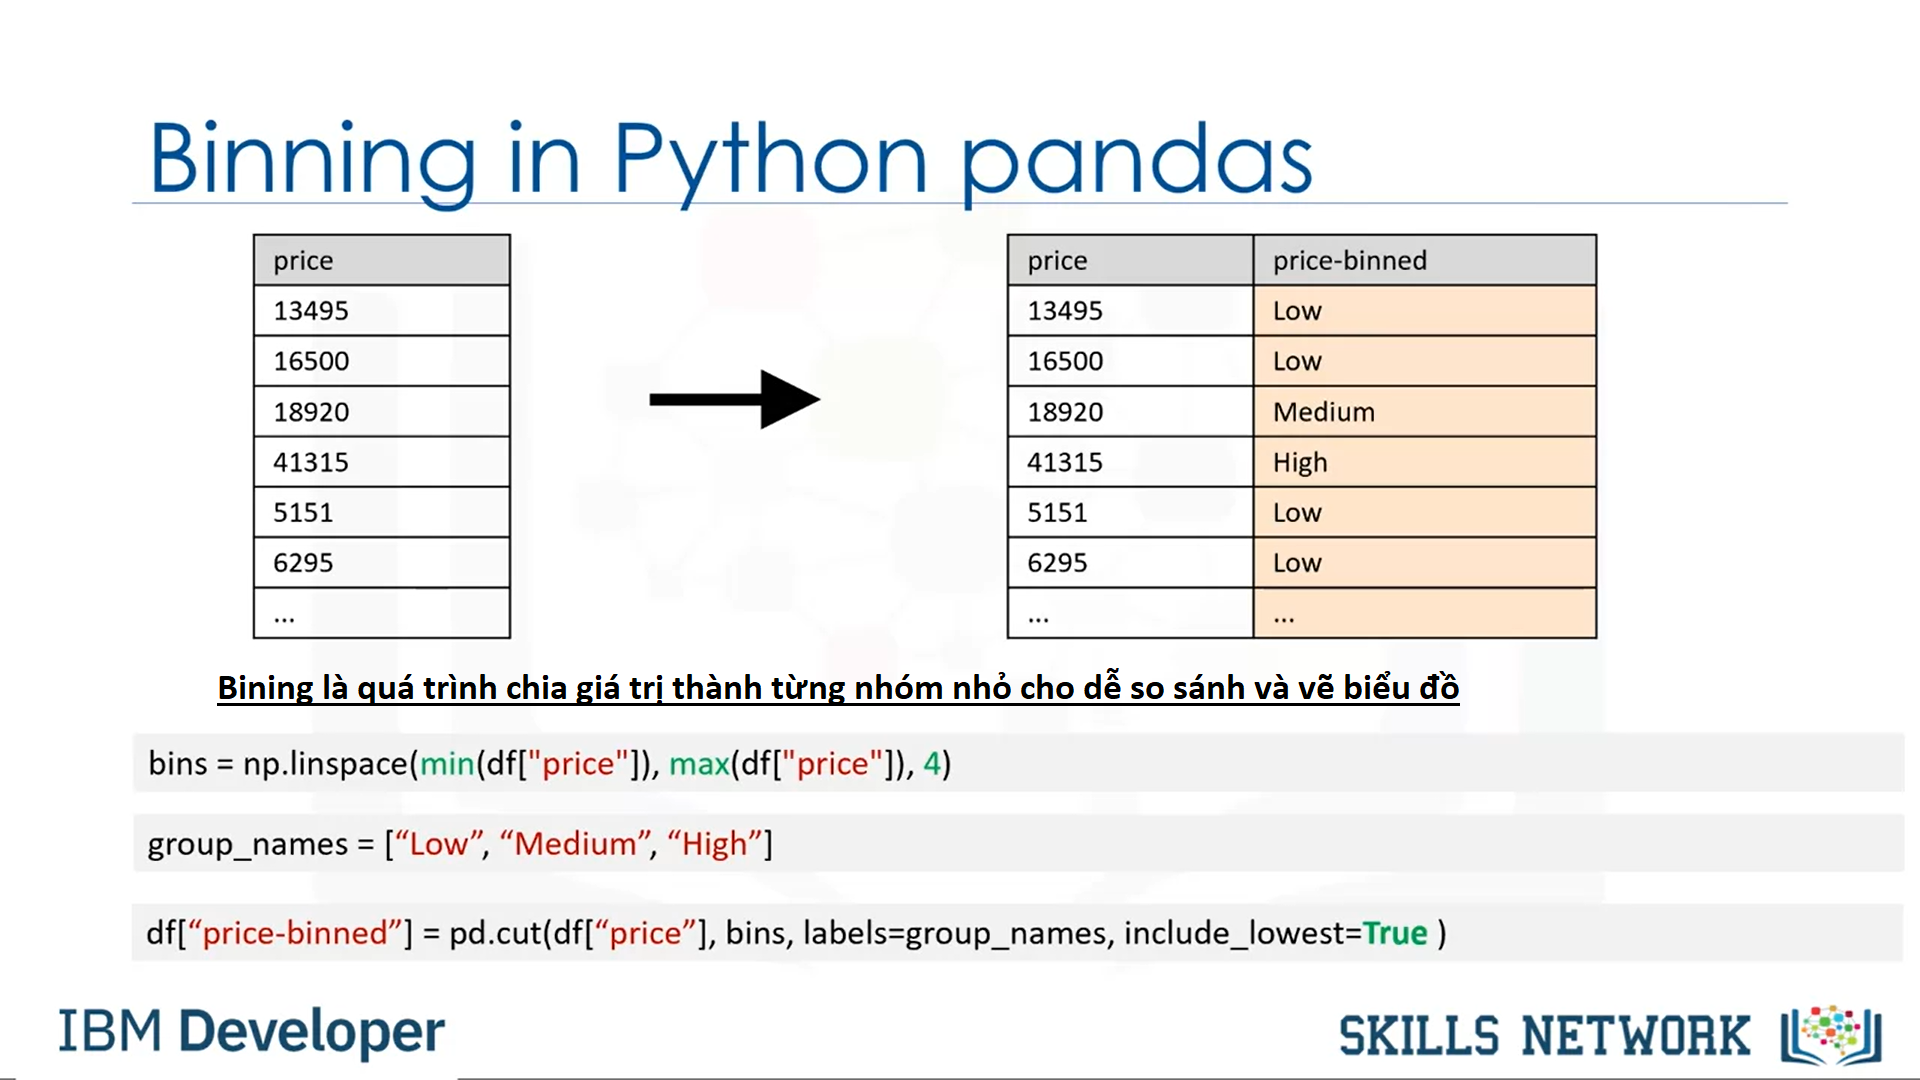 Binning in Python pandas
price
13495
16500
18920
41315
5151
6295
...
price price-binned
13495 Low
16500 Low
18920 Medium
41315 High
5151 Low
6295 Low
... ...
Bining là quá trình chia giá trị thành từng nhóm nhỏ cho dễ so sánh và vẽ biểu đồ
bins = np.linspace(min(df["price"]), max(df["price"]), 4)
group_names = [“Low”, “Medium”, “High”]
df[“price-binned”] = pd.cut(df[“price”], bins, labels=group_names, include_lowest=True )
IBM Developer
SKILLS NETWORK